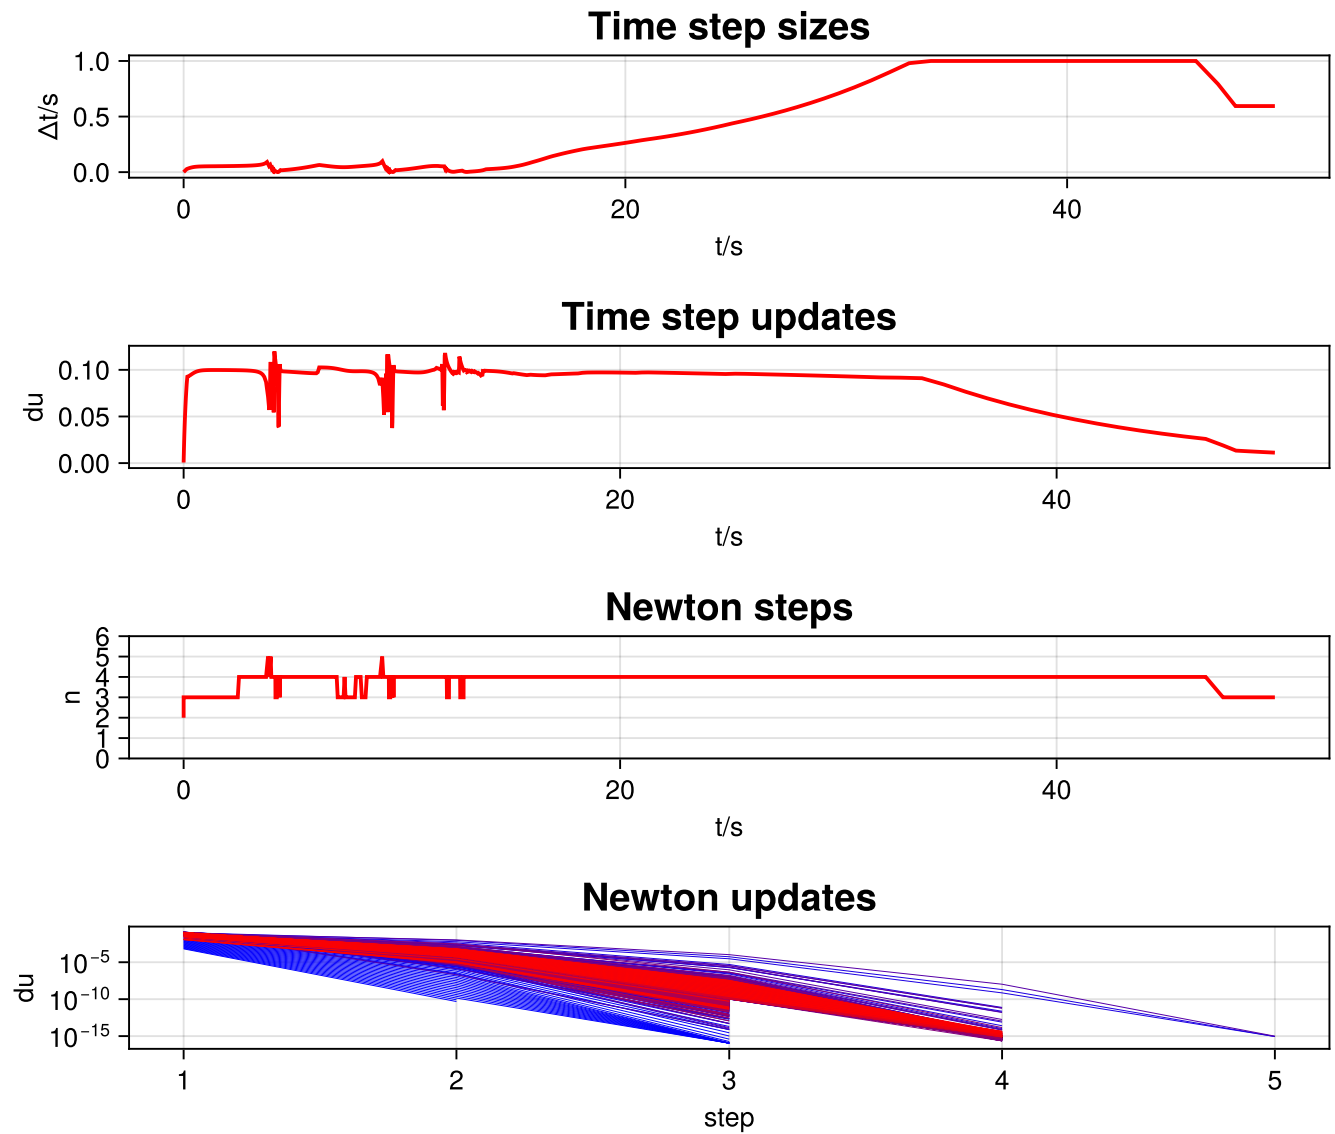 Time step sizes
1.0
0.5
0.0
Δt/s
0 20 40
t/s
Time step updates
0.10
0.05
0.00
du
0 20 40
t/s
Newton steps
6
5
4
3
2
1
0
n
0 20 40
t/s
Newton updates
10⁻⁵
10⁻¹⁰
10⁻¹⁵
du
1 2 3 4 5
step